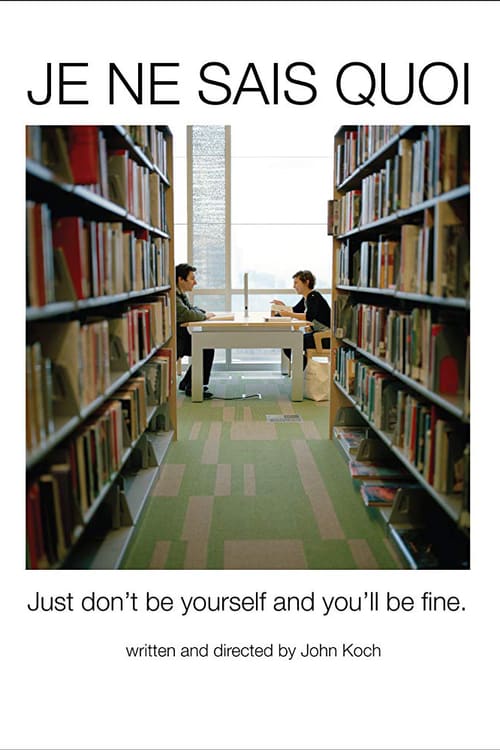 JE NE SAIS QUOI
Just don't be yourself and you'll be fine.
written and directed by John Koch